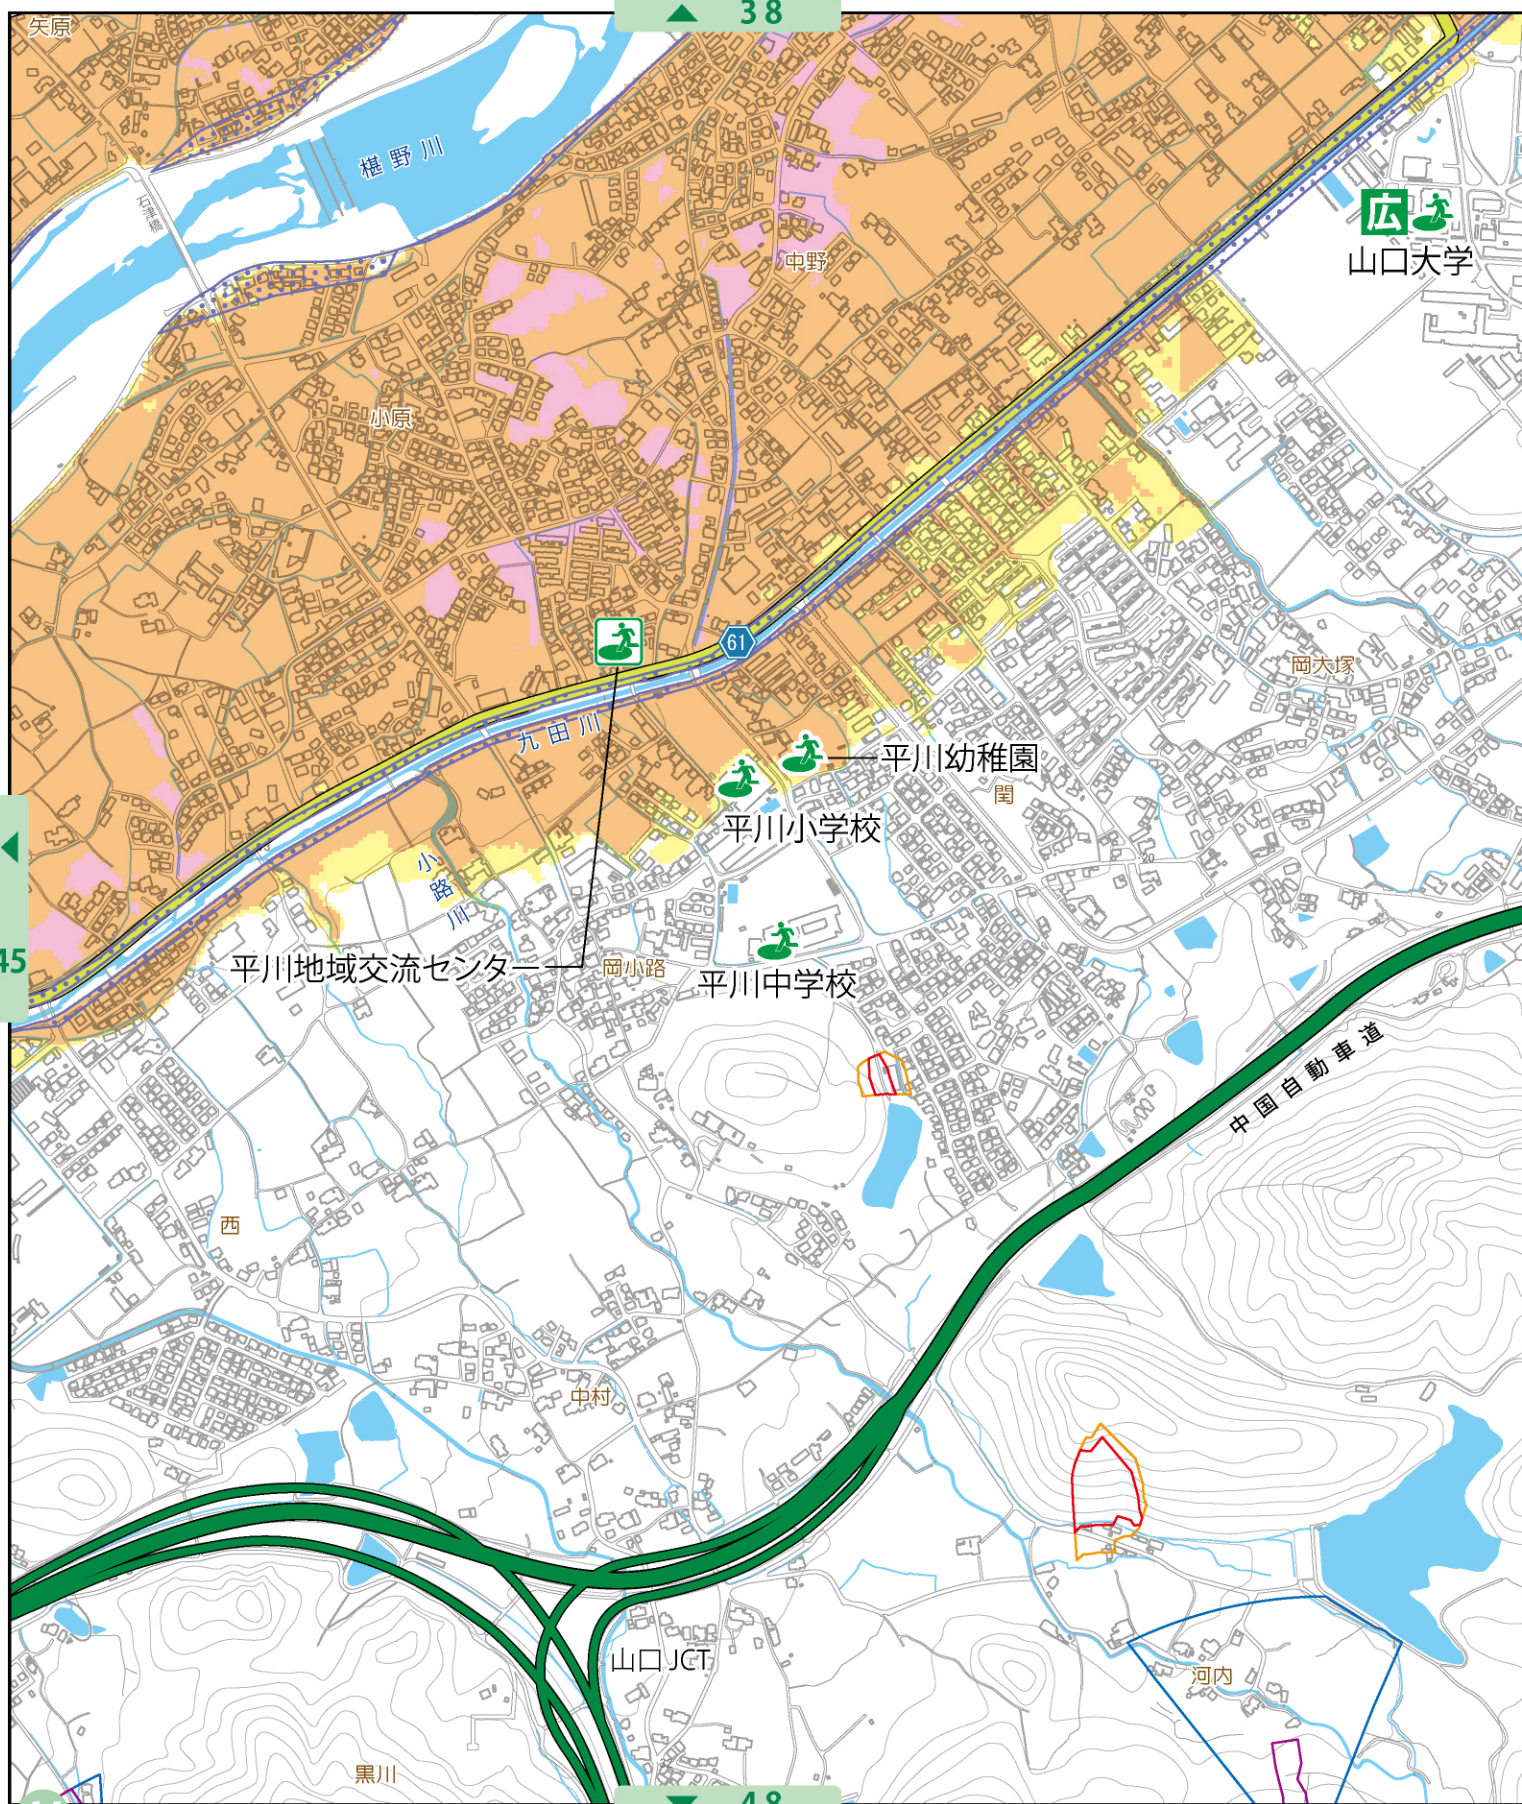 38
矢原
椹野川
石津橋
広
山口大学
中野
小原
61
岡大塚
九田川
平川幼稚園
閏
平川小学校
小路川
20
45
平川地域交流センター
岡小路
平川中学校
中国自動車道
西
中村
山口JCT
河内
黒川
48